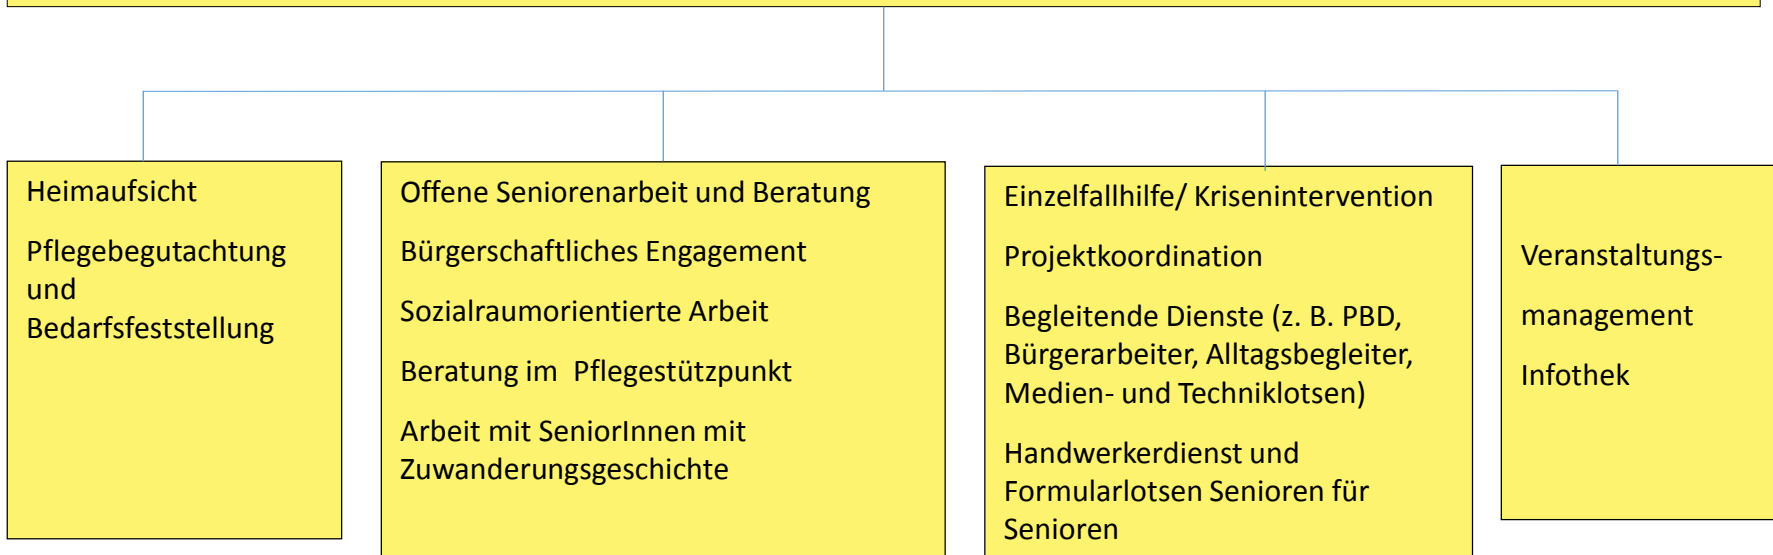 Heimaufsicht
Pflegebegutachtung
und
Bedarfsfeststellung
Offene Seniorenarbeit und Beratung
Bürgerschaftliches Engagement
Sozialraumorientierte Arbeit
Beratung im  Pflegestützpunkt
Arbeit mit SeniorInnen mit
Zuwanderungsgeschichte
Einzelfallhilfe/ Krisenintervention
Projektkoordination
Begleitende Dienste (z. B. PBD,
Bürgerarbeiter, Alltagsbegleiter,
Medien- und Techniklotsen)
Handwerkerdienst und
Formularlotsen Senioren für
Senioren
Veranstaltungs-
management
Infothek